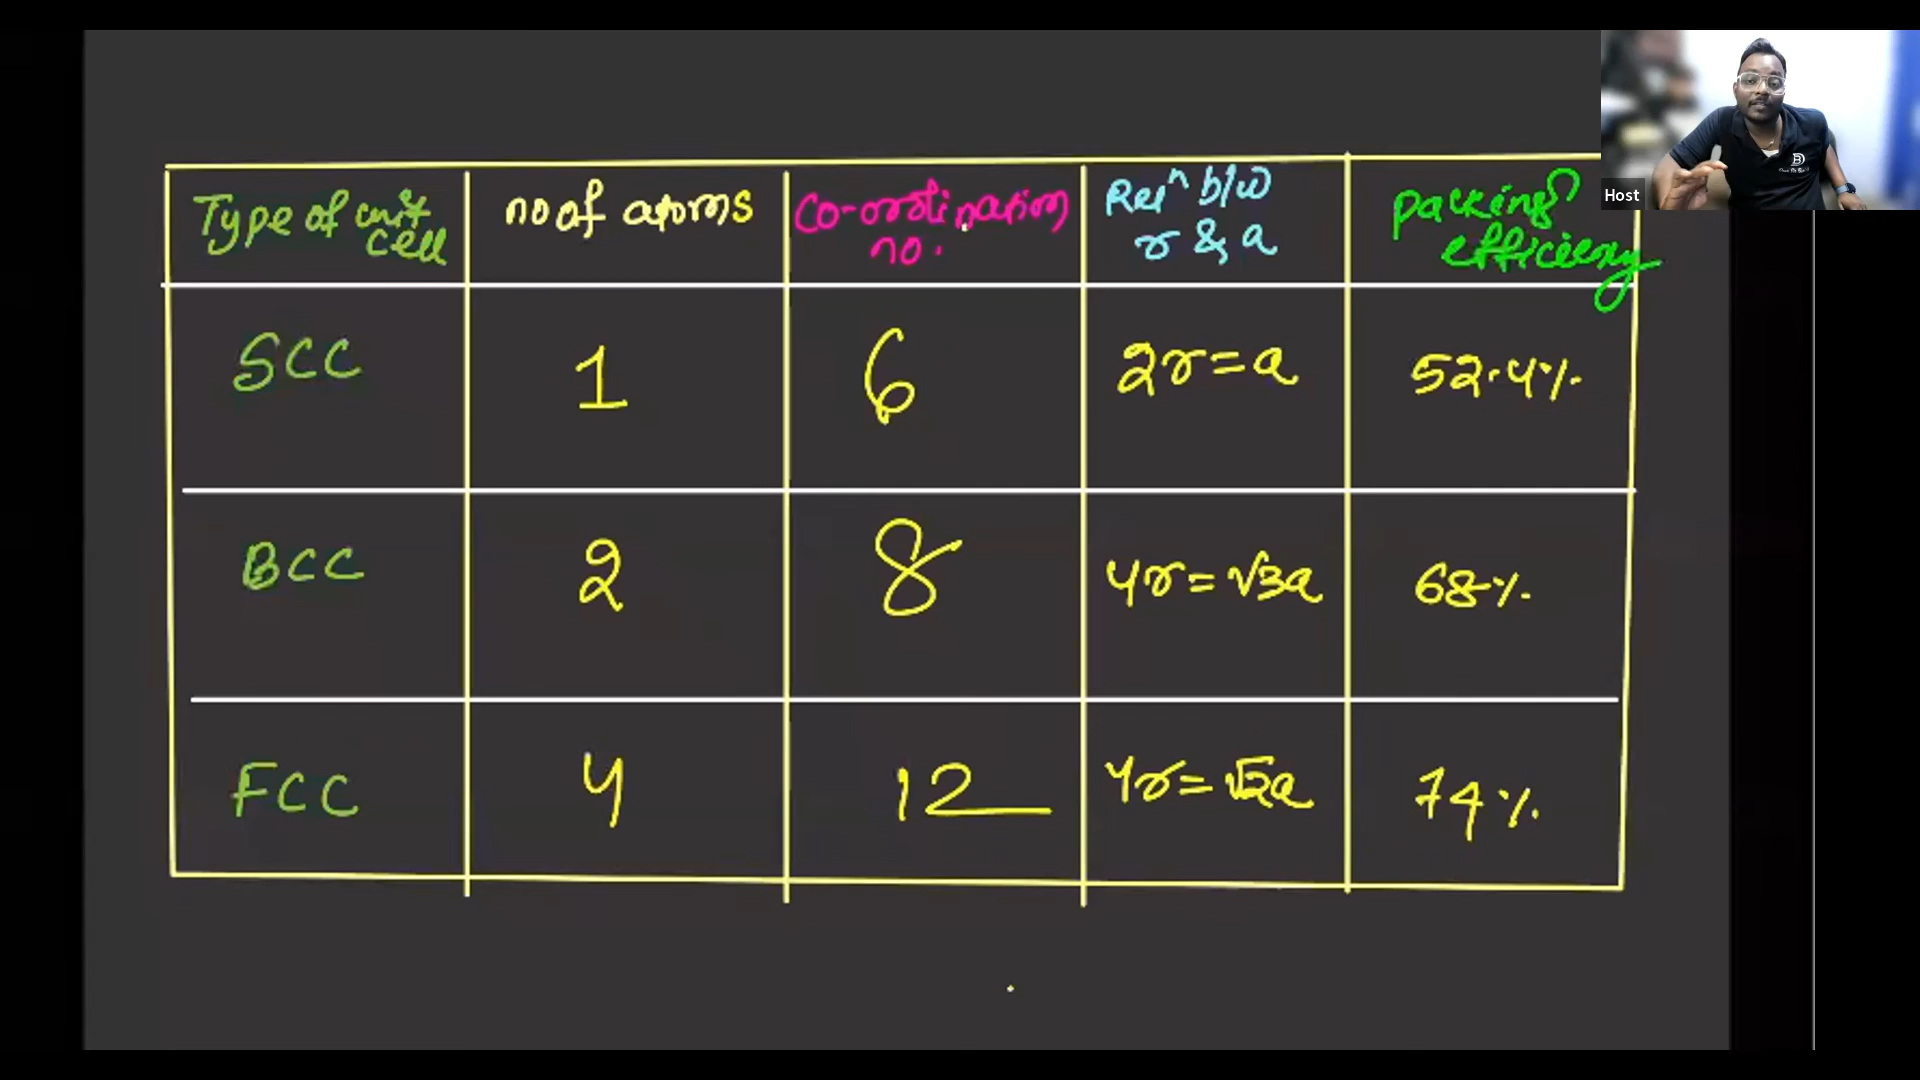 Host
Type of unit cell
no of atoms
Co-ordination no.
Relⁿ b/w r & a
packing efficiency
SCC
1
6
2r=a
52.4%
BCC
2
8
4r=√3a
68%
FCC
4
12
4r=√2a
74%